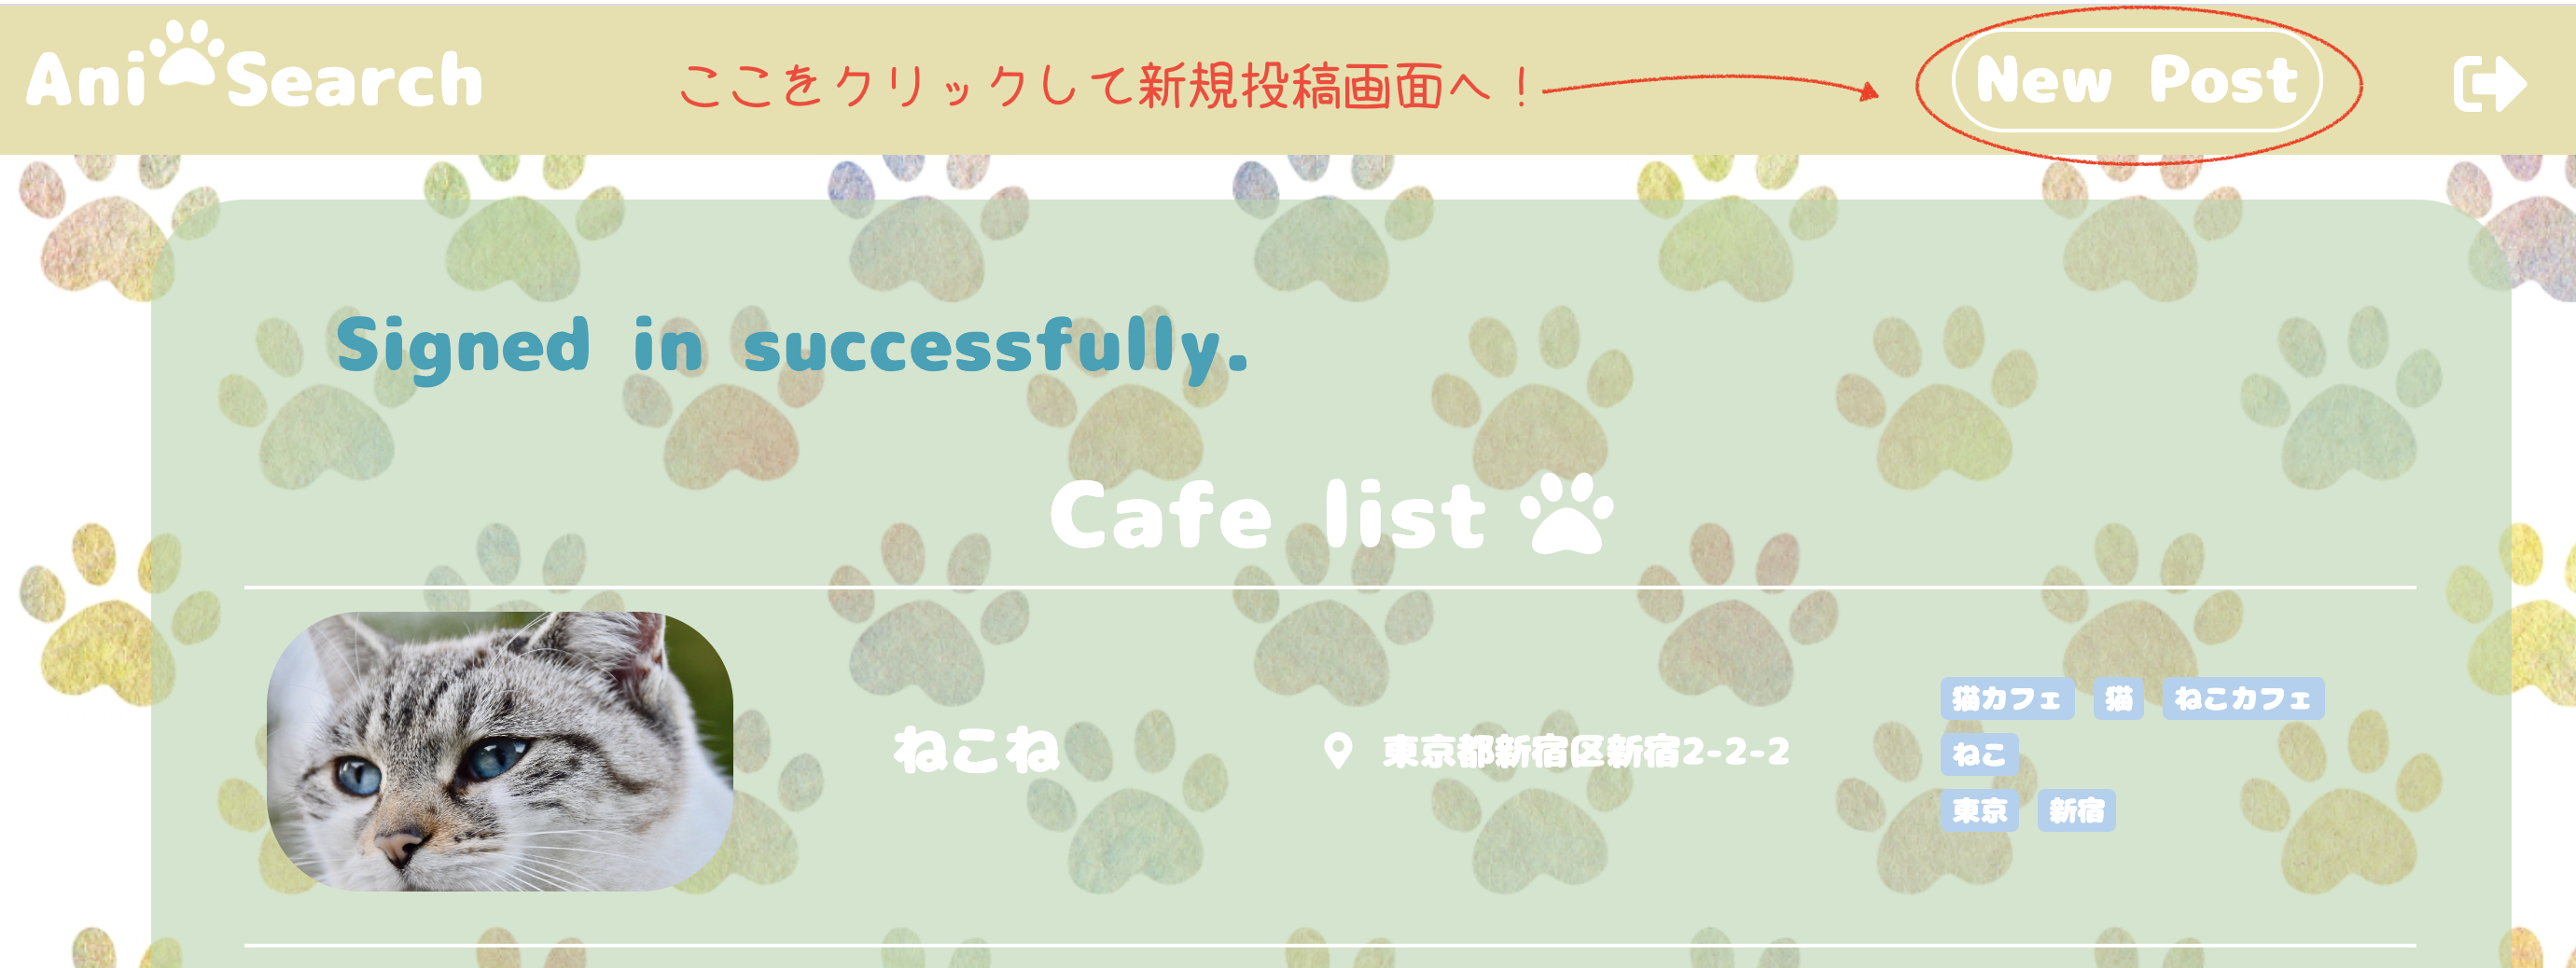 Ani Search
ここをクリックして新規投稿画面へ！
New Post
Signed in successfully.
Cafe list
ねこね
東京都新宿区新宿2-2-2
猫カフェ 猫 ねこカフェ
ねこ
東京 新宿